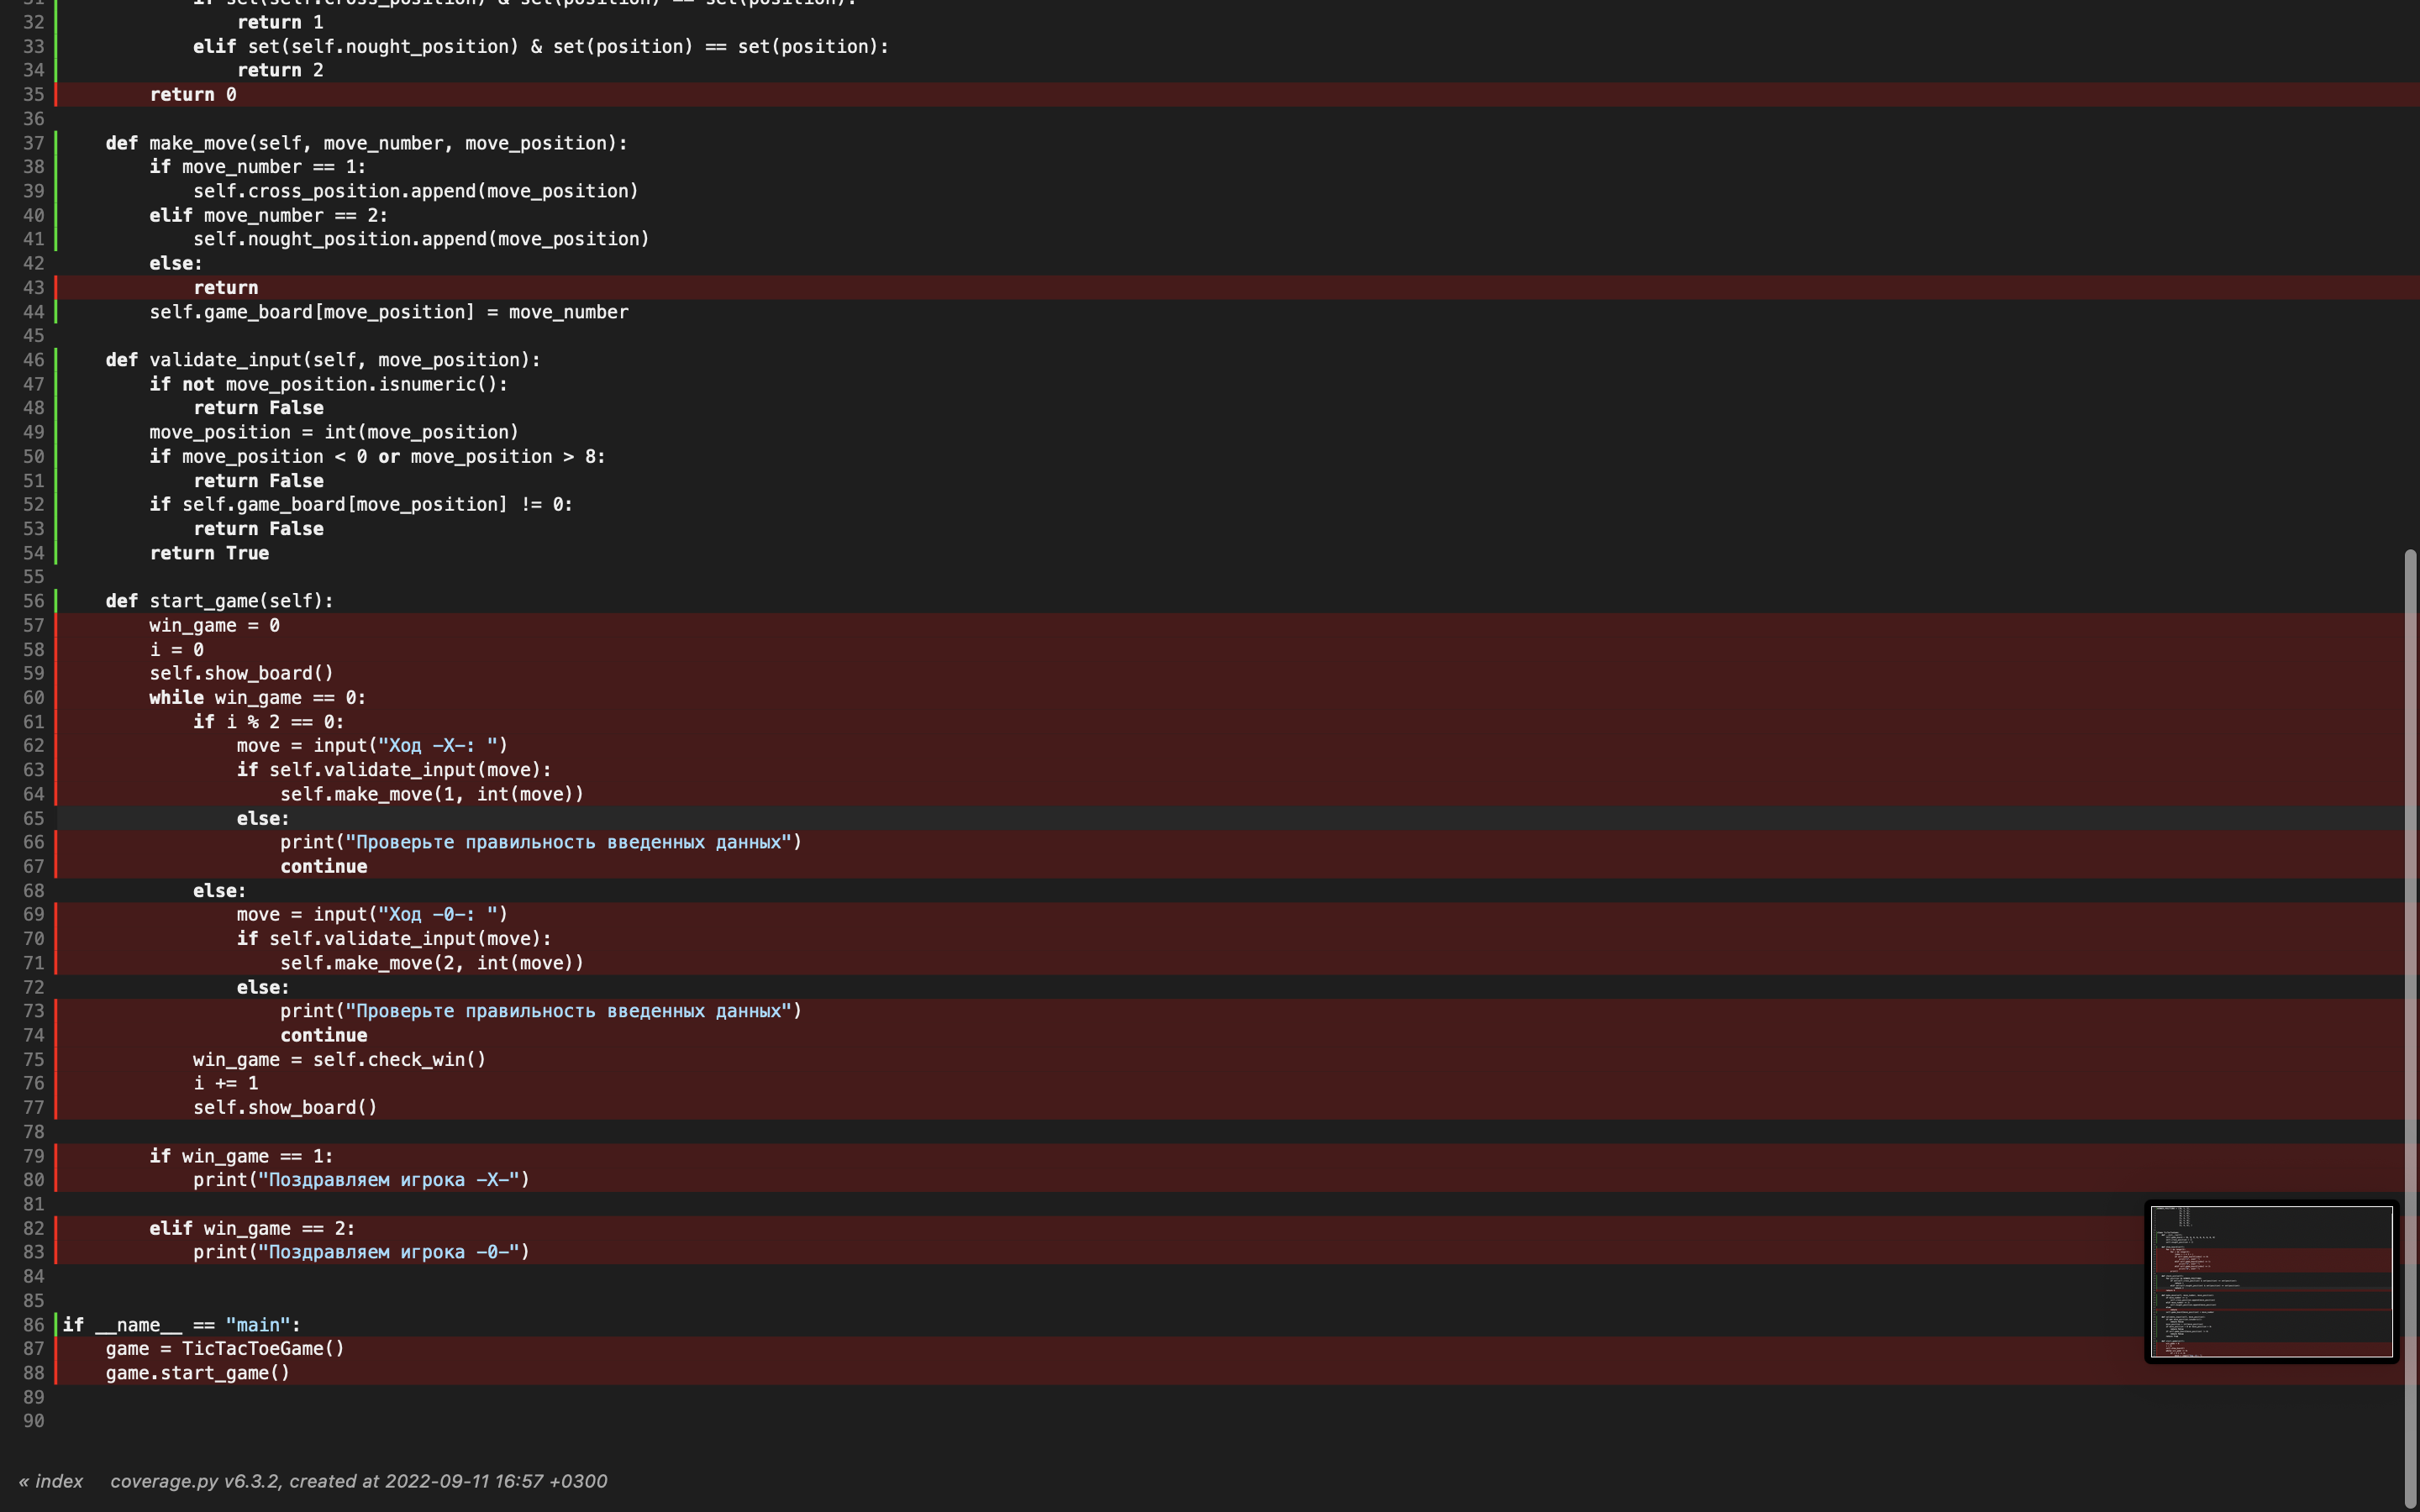 31 if set(self.cross_position) & set(position) == set(position):
32 return 1
33 elif set(self.nought_position) & set(position) == set(position):
34 return 2
35 return 0
36
37 def make_move(self, move_number, move_position):
38 if move_number == 1:
39 self.cross_position.append(move_position)
40 elif move_number == 2:
41 self.nought_position.append(move_position)
42 else:
43 return
44 self.game_board[move_position] = move_number
45
46 def validate_input(self, move_position):
47 if not move_position.isnumeric():
48 return False
49 move_position = int(move_position)
50 if move_position < 0 or move_position > 8:
51 return False
52 if self.game_board[move_position] != 0:
53 return False
54 return True
55
56 def start_game(self):
57 win_game = 0
58 i = 0
59 self.show_board()
60 while win_game == 0:
61 if i % 2 == 0:
62 move = input("Ход -X-: ")
63 if self.validate_input(move):
64 self.make_move(1, int(move))
65 else:
66 print("Проверьте правильность введенных данных")
67 continue
68 else:
69 move = input("Ход -0-: ")
70 if self.validate_input(move):
71 self.make_move(2, int(move))
72 else:
73 print("Проверьте правильность введенных данных")
74 continue
75 win_game = self.check_win()
76 i += 1
77 self.show_board()
78
79 if win_game == 1:
80 print("Поздравляем игрока -X-")
81
82 elif win_game == 2:
83 print("Поздравляем игрока -0-")
84
85
86 if __name__ == "main":
87 game = TicTacToeGame()
88 game.start_game()
89
90
« index coverage.py v6.3.2, created at 2022-09-11 16:57 +0300